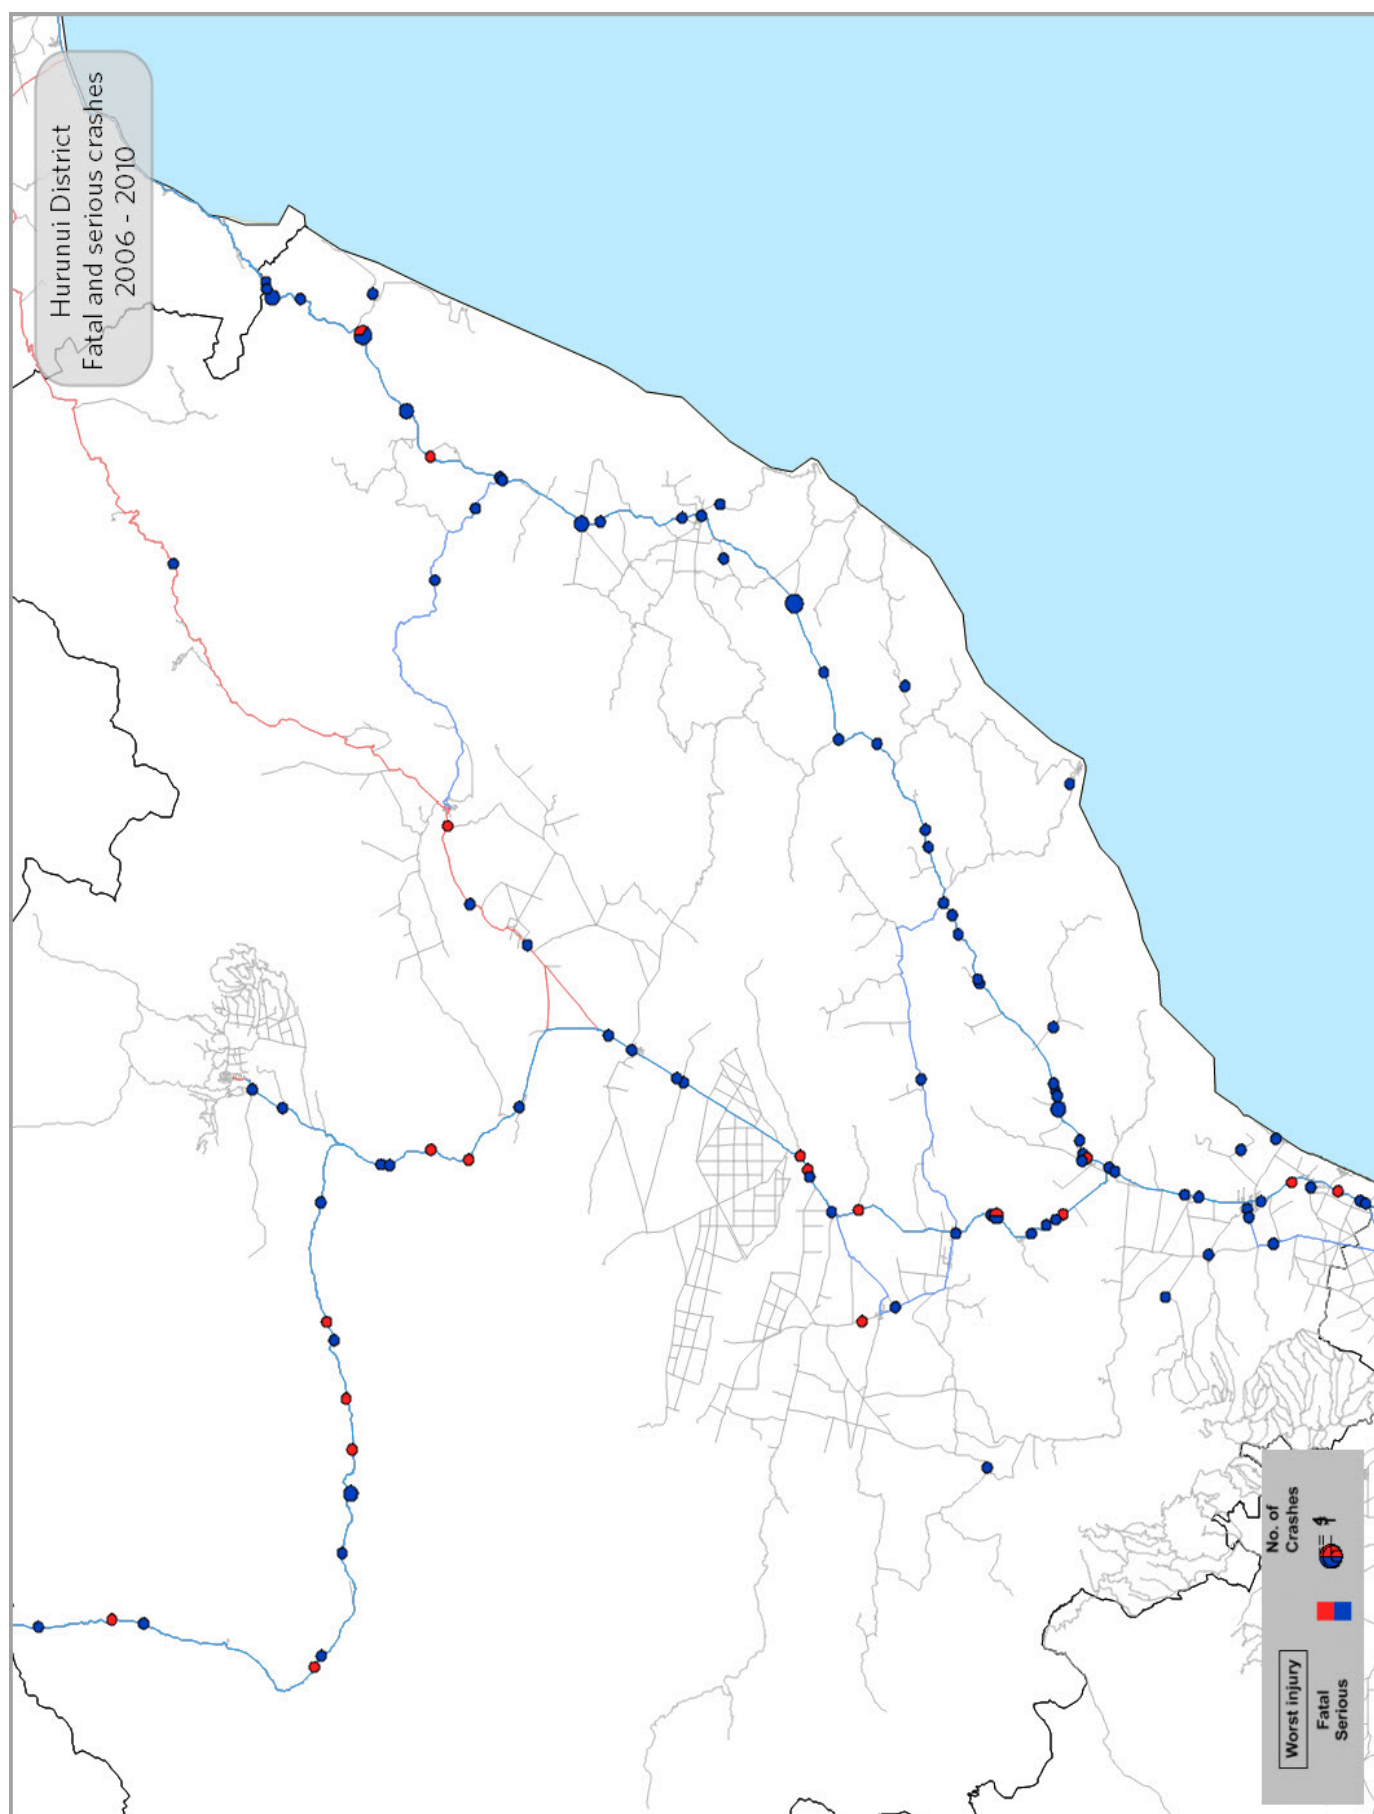 Hurunui District
Fatal and serious crashes
2006 - 2010
Worst injury
Fatal
Serious
No. of
Crashes